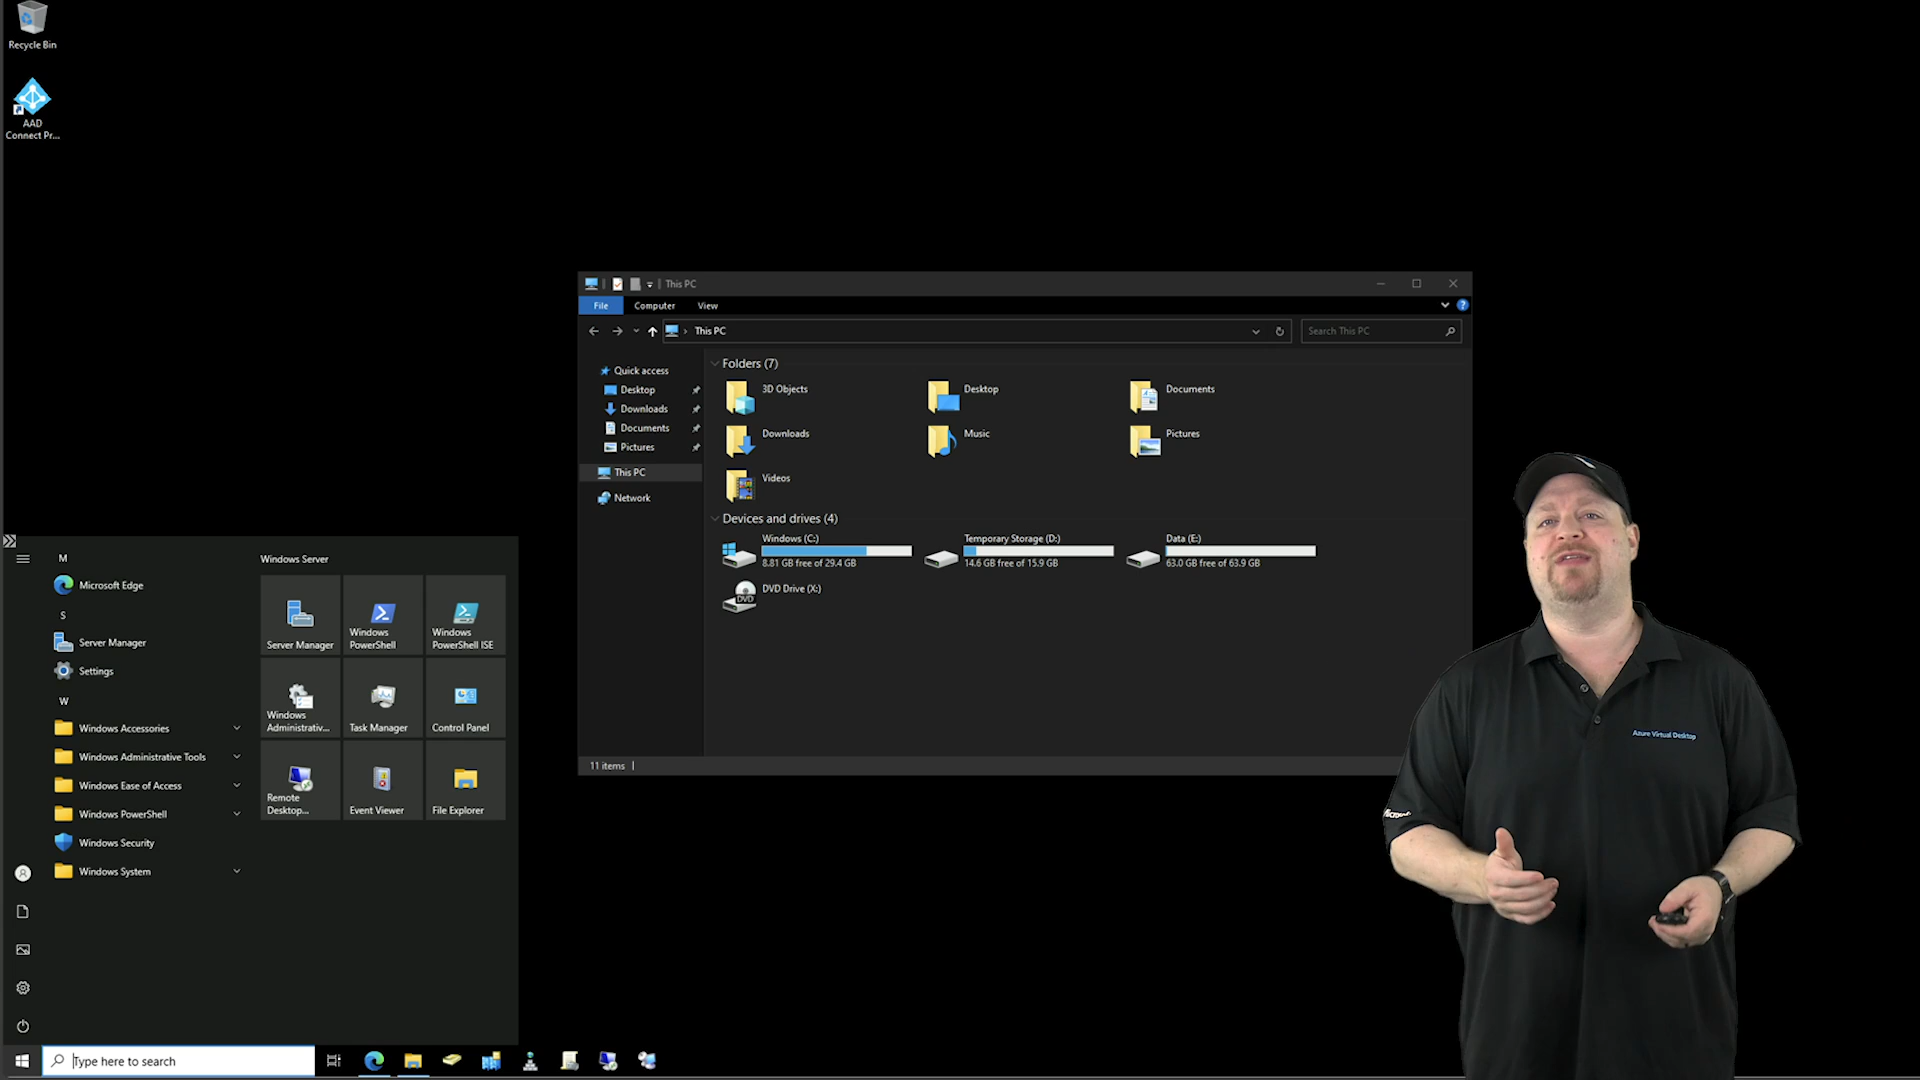 Recycle Bin
AAD
Connect Pr...
This PC
File Computer View
This PC
Search This PC
Quick access
Desktop
Downloads
Documents
Pictures
This PC
Network
Folders (7)
3D Objects
Desktop
Documents
Downloads
Music
Pictures
Videos
Devices and drives (4)
Windows (C:)
8.81 GB free of 29.4 GB
Temporary Storage (D:)
14.6 GB free of 15.9 GB
Data (E:)
63.0 GB free of 63.9 GB
DVD Drive (X:)
DVD
11 items
M
Microsoft Edge
S
Server Manager
Settings
W
Windows Accessories
Windows Administrative Tools
Windows Ease of Access
Windows PowerShell
Windows Security
Windows System
Windows Server
Server Manager
Windows
PowerShell
Windows
PowerShell ISE
Windows
Administrativ...
Task Manager
Control Panel
Remote
Desktop...
Event Viewer
File Explorer
Type here to search
Azure Virtual Desktop